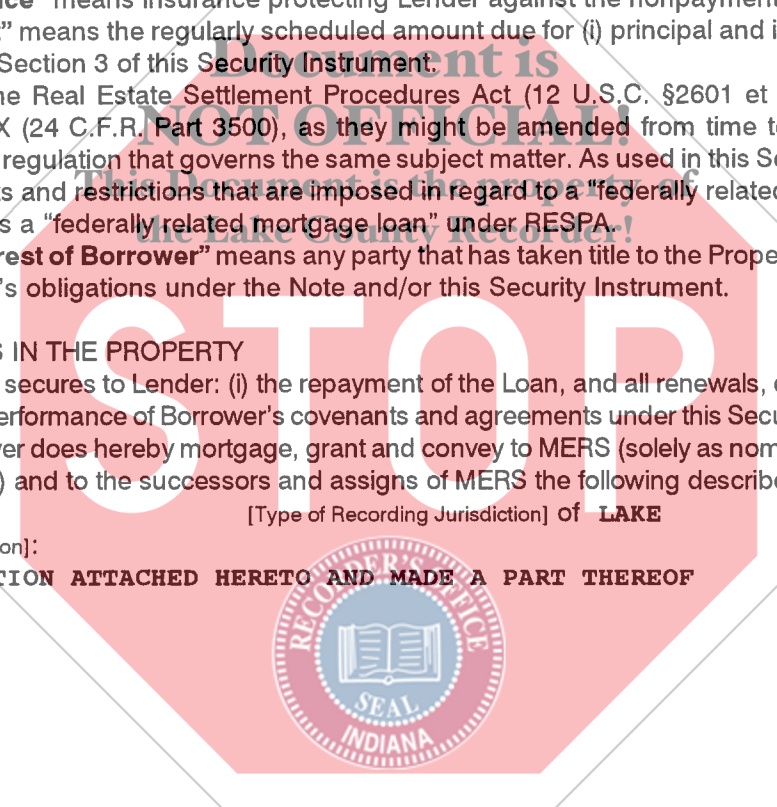 ce” means insurance protecting Lender against the nonpayment
” means the regularly scheduled amount due for (i) principal and i
Section 3 of this Security Instrument.
Document is
ne Real Estate Settlement Procedures Act (12 U.S.C. §2601 et
X (24 C.F.R. Part 3500), as they might be amended from time to
NOT OFFICIAL!
regulation that governs the same subject matter. As used in this Se
ts and restrictions that are imposed in regard to a “federally related
This Document is the property of
s a “federally related mortgage loan” under RESPA.
the Lake County Recorder!
rest of Borrower” means any party that has taken title to the Prope
’s obligations under the Note and/or this Security Instrument.
S IN THE PROPERTY
secures to Lender: (i) the repayment of the Loan, and all renewals, e
erformance of Borrower’s covenants and agreements under this Secu
ver does hereby mortgage, grant and convey to MERS (solely as nom
) and to the successors and assigns of MERS the following describe
STOP
[Type of Recording Jurisdiction] of LAKE
on]:
TION ATTACHED HERETO AND MADE A PART THEREOF
RECORDER’S OFFICE
SEAL
INDIANA